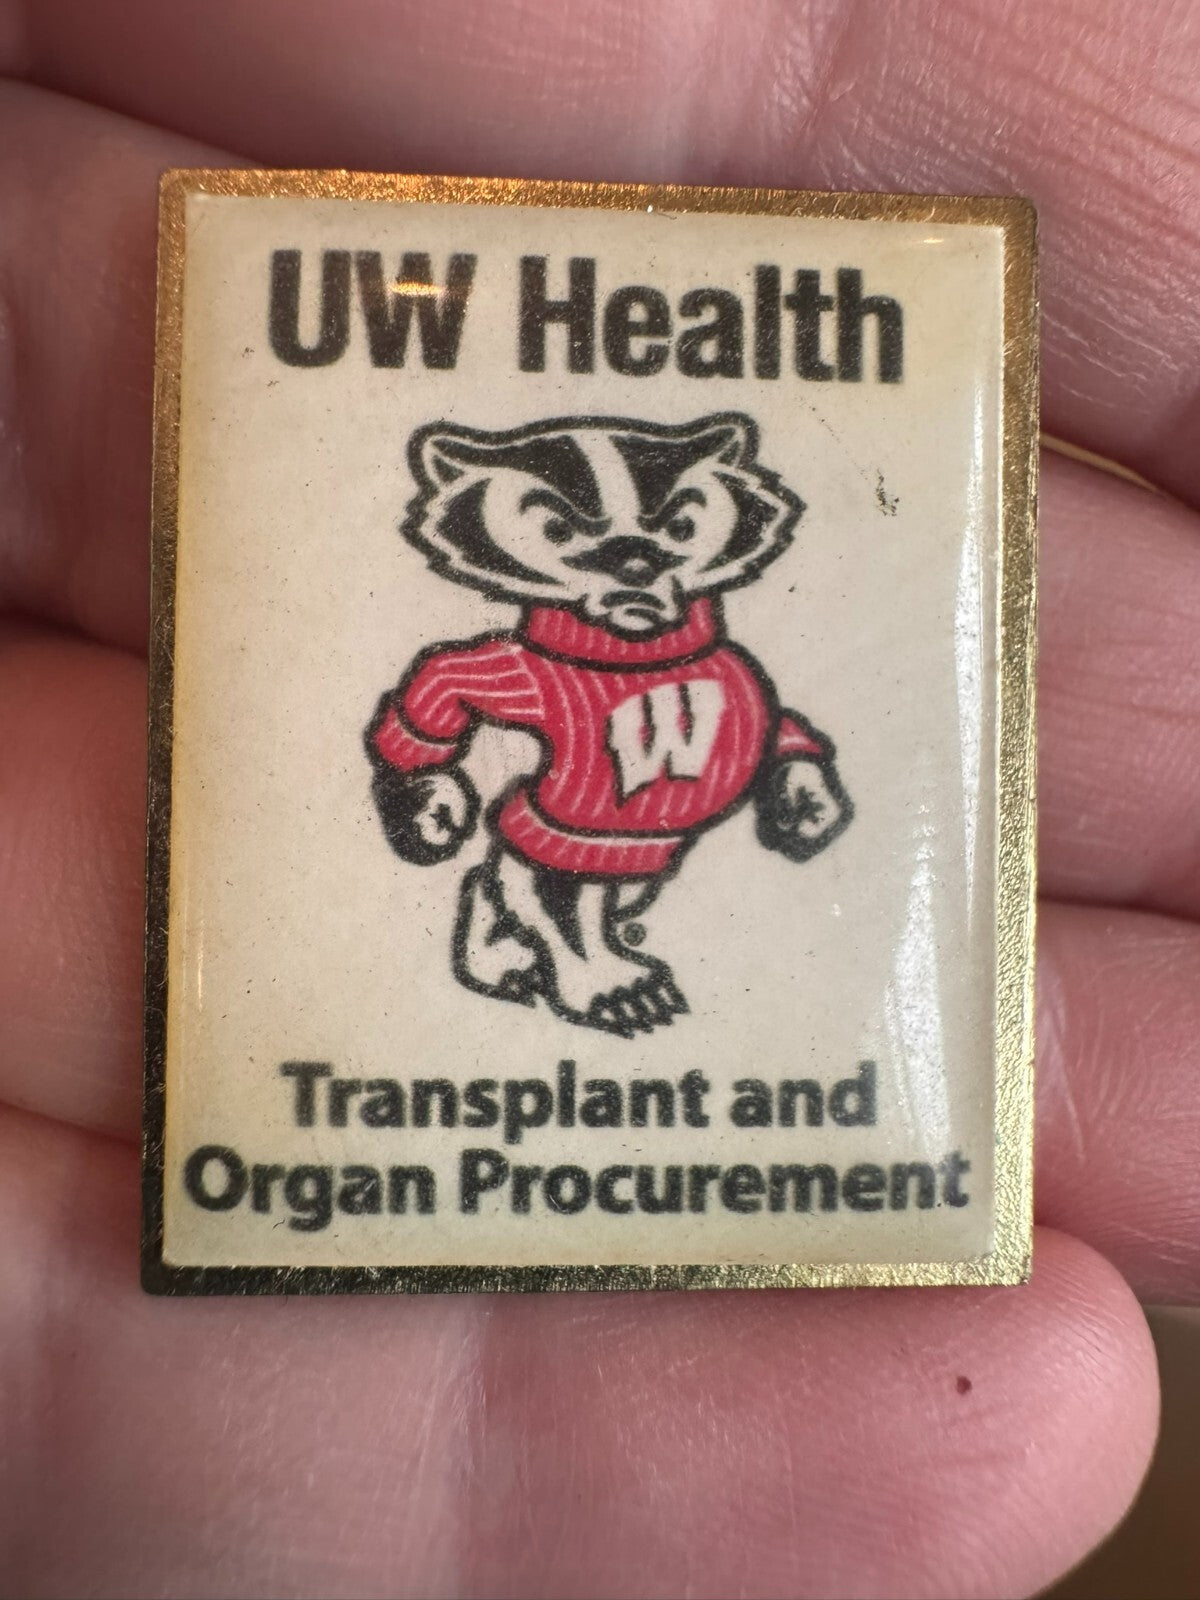 UW Health
W
®
Transplant and
Organ Procurement